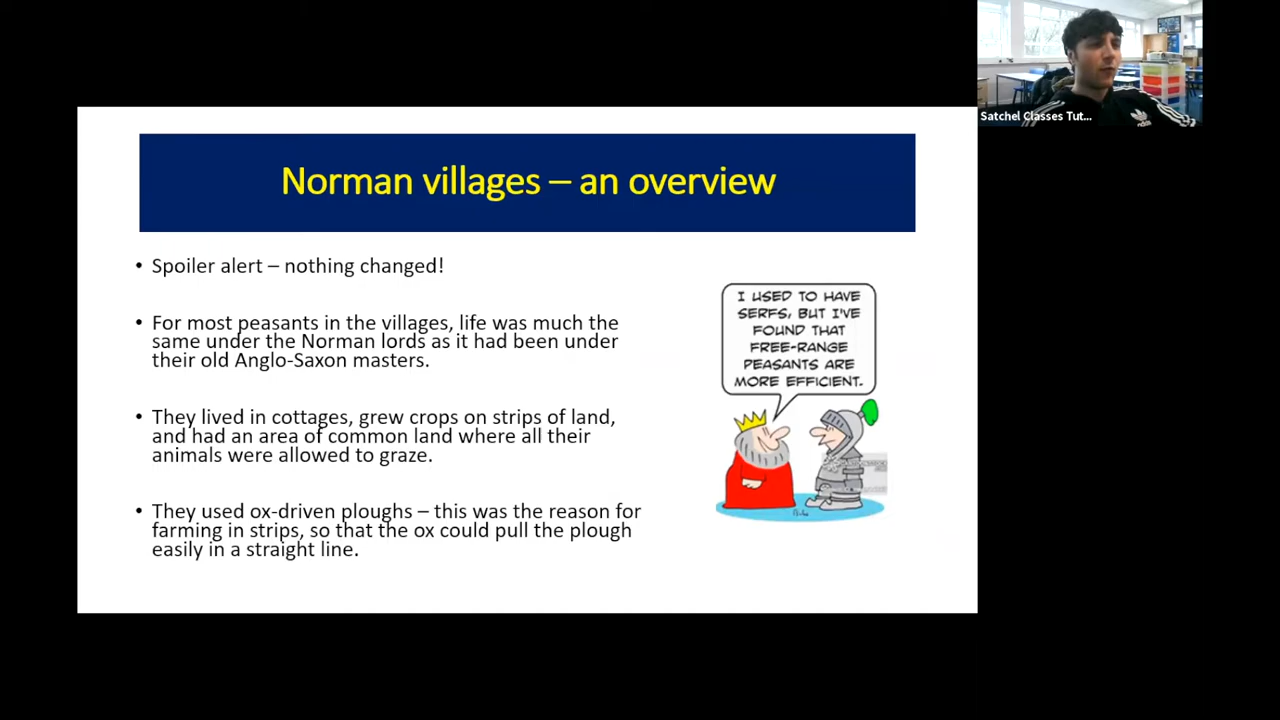 Satchel Classes Tut...
adidas
Norman villages – an overview
• Spoiler alert – nothing changed!
• For most peasants in the villages, life was much the
same under the Norman lords as it had been under
their old Anglo-Saxon masters.
• They lived in cottages, grew crops on strips of land,
and had an area of common land where all their
animals were allowed to graze.
• They used ox-driven ploughs – this was the reason for
farming in strips, so that the ox could pull the plough
easily in a straight line.
I USED TO HAVE
SERFS, BUT I'VE
FOUND THAT
FREE-RANGE
PEASANTS ARE
MORE EFFICIENT.